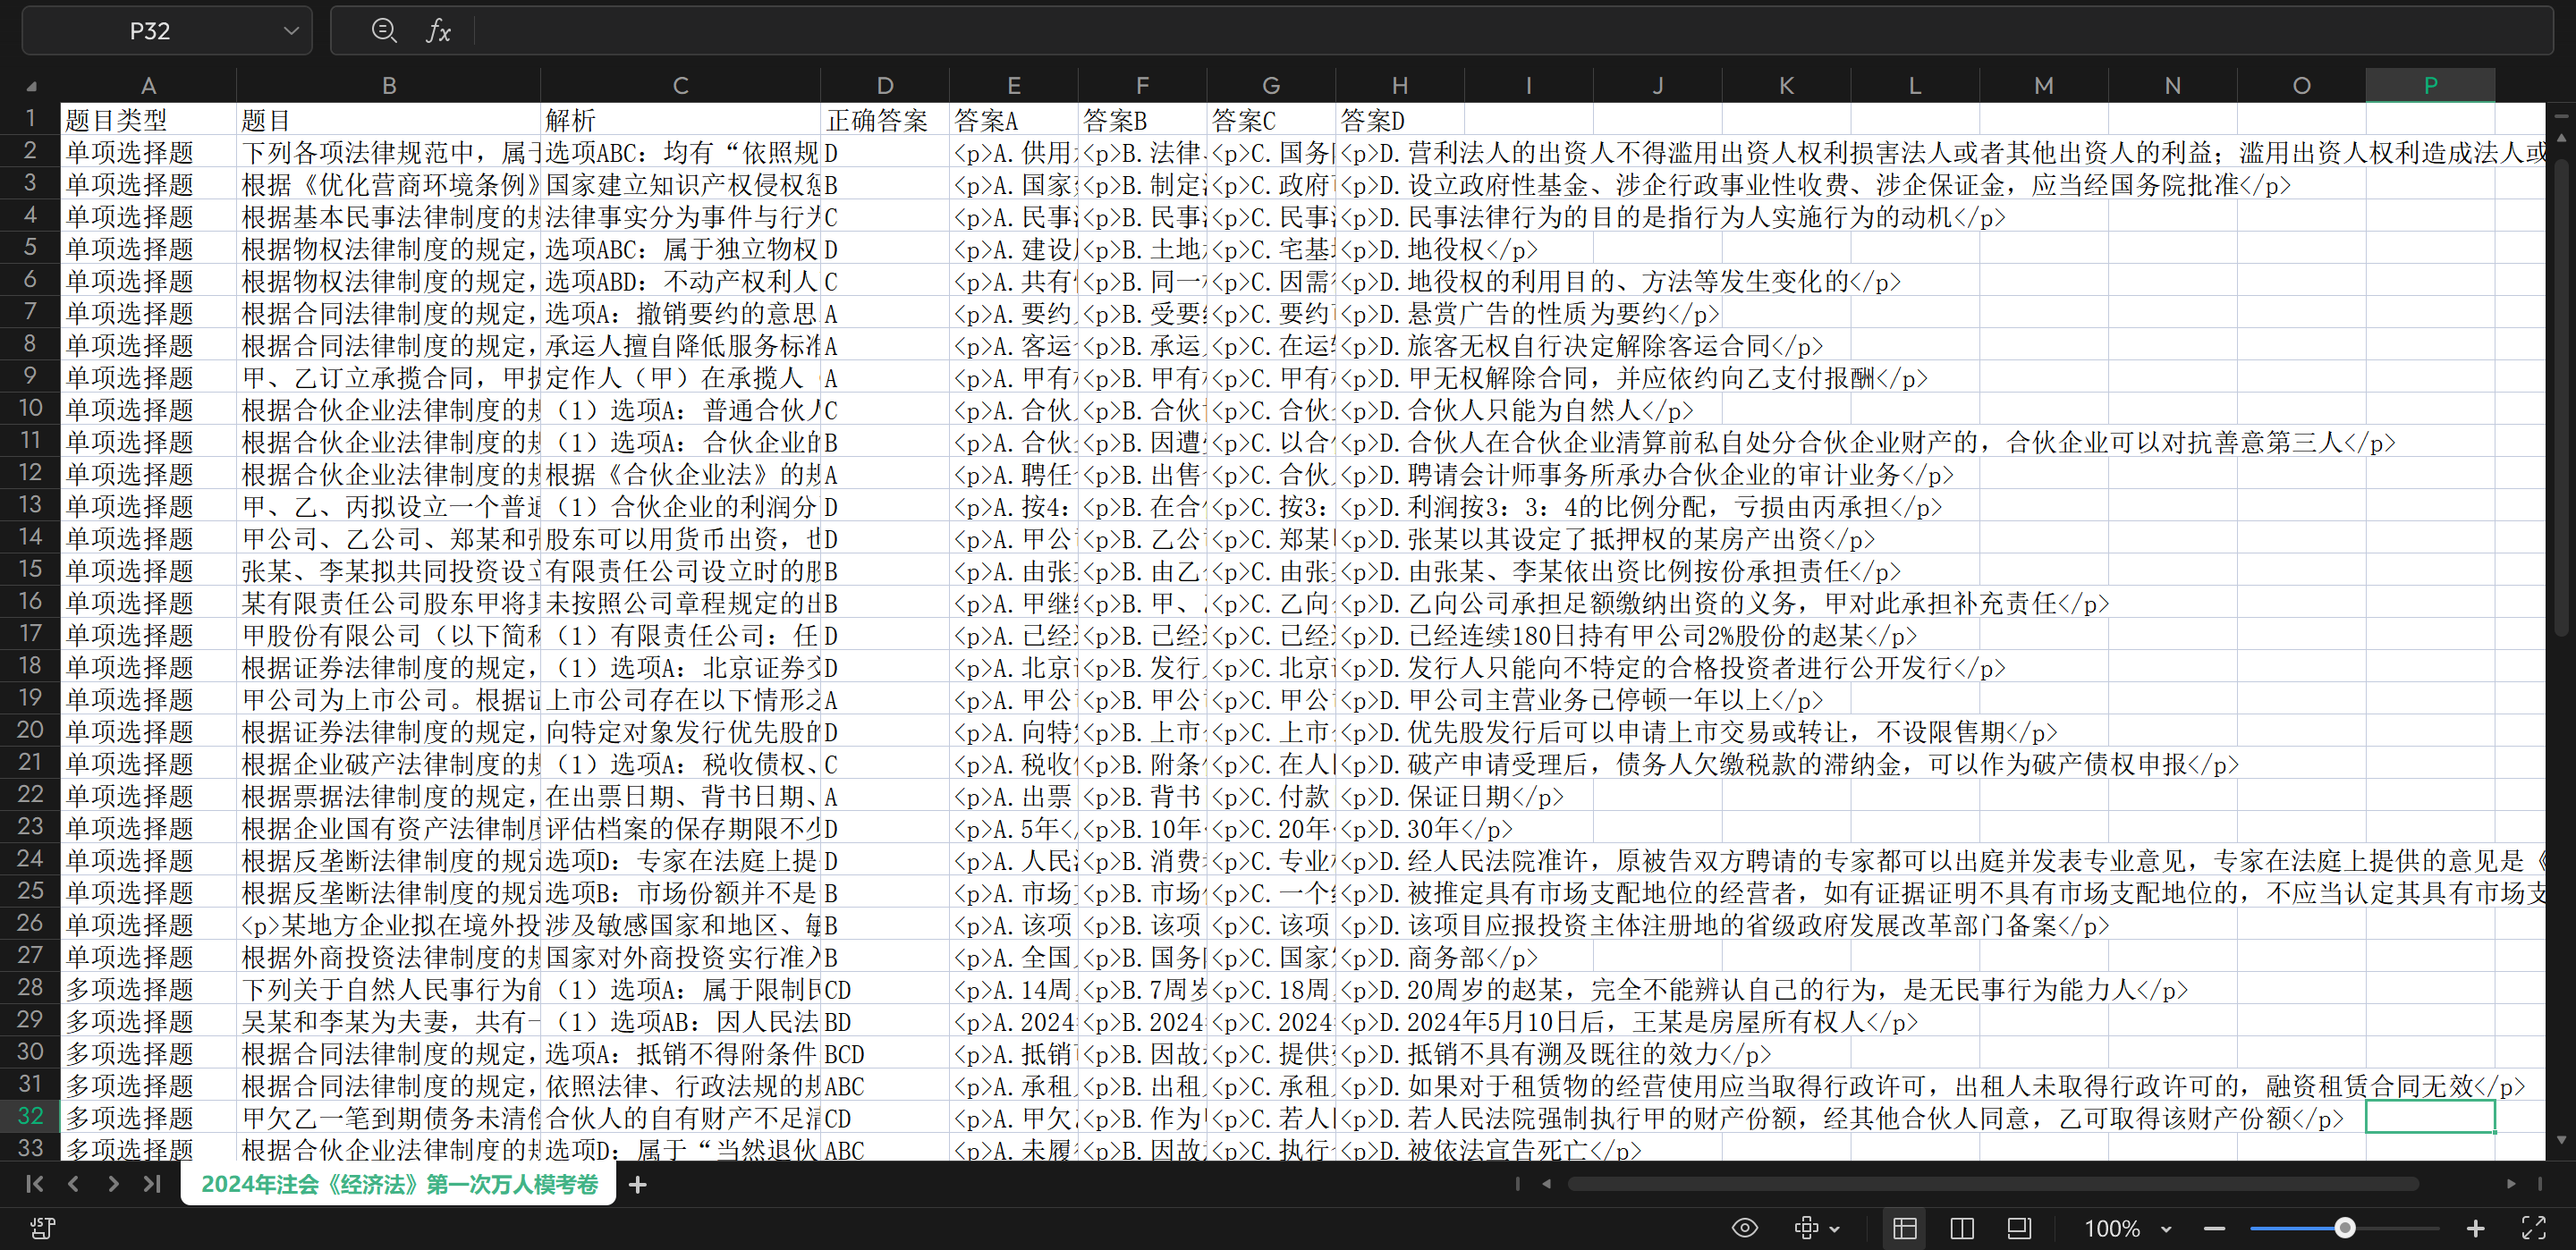 P32
fx
A B C D E F G H I J K L M N O P
1 题目类型 题目 解析 正确答案 答案A 答案B 答案C 答案D
2 单项选择题 下列各项法律规范中，属于 选项ABC：均有“依照规 D <p>A.供用 <p>B.法律 <p>C.国务 <p>D.营利法人的出资人不得滥用出资人权利损害法人或者其他出资人的利益；滥用出资人权利造成法人或
3 单项选择题 根据《优化营商环境条例》 国家建立知识产权侵权 B <p>A.国家 <p>B.制定 <p>C.政府 <p>D.设立政府性基金、涉企行政事业性收费、涉企保证金，应当经国务院批准</p>
4 单项选择题 根据基本民事法律制度的规 法律事实分为事件与行为 C <p>A.民事 <p>B.民事 <p>C.民事 <p>D.民事法律行为的目的是指行为人实施行为的动机</p>
5 单项选择题 根据物权法律制度的规定， 选项ABC：属于独立物权 D <p>A.建设 <p>B.土地 <p>C.宅基 <p>D.地役权</p>
6 单项选择题 根据物权法律制度的规定， 选项ABD：不动产权利人 C <p>A.共有 <p>B.同一 <p>C.因需 <p>D.地役权的利用目的、方法等发生变化的</p>
7 单项选择题 根据合同法律制度的规定， 选项A：撤销要约的意思 A <p>A.要约 <p>B.受要 <p>C.要约 <p>D.悬赏广告的性质为要约</p>
8 单项选择题 根据合同法律制度的规定， 承运人擅自降低服务标准 A <p>A.客运 <p>B.承运 <p>C.在运 <p>D.旅客无权自行决定解除客运合同</p>
9 单项选择题 甲、乙订立承揽合同，甲提 定作人（甲）在承揽人 A <p>A.甲有 <p>B.甲有 <p>C.甲有 <p>D.甲无权解除合同，并应依约向乙支付报酬</p>
10 单项选择题 根据合伙企业法律制度的规 （1）选项A：普通合伙人 C <p>A.合伙 <p>B.合伙 <p>C.合伙 <p>D.合伙人只能为自然人</p>
11 单项选择题 根据合伙企业法律制度的规 （1）选项A：合伙企业的 B <p>A.合伙 <p>B.因遭 <p>C.以合 <p>D.合伙人在合伙企业清算前私自处分合伙企业财产的，合伙企业可以对抗善意第三人</p>
12 单项选择题 根据合伙企业法律制度的规 根据《合伙企业法》的规 A <p>A.聘任 <p>B.出售 <p>C.合伙 <p>D.聘请会计师事务所承办合伙企业的审计业务</p>
13 单项选择题 甲、乙、丙拟设立一个普通 （1）合伙企业的利润分 D <p>A.按4： <p>B.在合 <p>C.按3： <p>D.利润按3：3：4的比例分配，亏损由丙承担</p>
14 单项选择题 甲公司、乙公司、郑某和张 股东可以用货币出资，也 D <p>A.甲公 <p>B.乙公 <p>C.郑某 <p>D.张某以其设定了抵押权的某房产出资</p>
15 单项选择题 张某、李某拟共同投资设立 有限责任公司设立时的股 B <p>A.由张 <p>B.由乙 <p>C.由张 <p>D.由张某、李某依出资比例按份承担责任</p>
16 单项选择题 某有限责任公司股东甲将其 未按照公司章程规定的出 B <p>A.甲继 <p>B.甲、 <p>C.乙向 <p>D.乙向公司承担足额缴纳出资的义务，甲对此承担补充责任</p>
17 单项选择题 甲股份有限公司（以下简称 （1）有限责任公司：任 D <p>A.已经 <p>B.已经 <p>C.已经 <p>D.已经连续180日持有甲公司2%股份的赵某</p>
18 单项选择题 根据证券法律制度的规定， （1）选项A：北京证券交 D <p>A.北京 <p>B.发行 <p>C.北京 <p>D.发行人只能向不特定的合格投资者进行公开发行</p>
19 单项选择题 甲公司为上市公司。根据证 上市公司存在以下情形之 A <p>A.甲公 <p>B.甲公 <p>C.甲公 <p>D.甲公司主营业务已停顿一年以上</p>
20 单项选择题 根据证券法律制度的规定， 向特定对象发行优先股的 D <p>A.向特 <p>B.上市 <p>C.上市 <p>D.优先股发行后可以申请上市交易或转让，不设限售期</p>
21 单项选择题 根据企业破产法律制度的规 （1）选项A：税收债权、 C <p>A.税收 <p>B.附条 <p>C.在人 <p>D.破产申请受理后，债务人欠缴税款的滞纳金，可以作为破产债权申报</p>
22 单项选择题 根据票据法律制度的规定， 在出票日期、背书日期、 A <p>A.出票 <p>B.背书 <p>C.付款 <p>D.保证日期</p>
23 单项选择题 根据企业国有资产法律制度 评估档案的保存期限不少 D <p>A.5年< <p>B.10年 <p>C.20年 <p>D.30年</p>
24 单项选择题 根据反垄断法律制度的规定 选项D：专家在法庭上提 D <p>A.人民 <p>B.消费 <p>C.专业 <p>D.经人民法院准许，原被告双方聘请的专家都可以出庭并发表专业意见，专家在法庭上提供的意见是《
25 单项选择题 根据反垄断法律制度的规定 选项B：市场份额并不是 B <p>A.市场 <p>B.市场 <p>C.一个 <p>D.被推定具有市场支配地位的经营者，如有证据证明不具有市场支配地位的，不应当认定其具有市场支
26 单项选择题 <p>某地方企业拟在境外投 涉及敏感国家和地区、敏 B <p>A.该项 <p>B.该项 <p>C.该项 <p>D.该项目应报投资主体注册地的省级政府发展改革部门备案</p>
27 单项选择题 根据外商投资法律制度的规 国家对外商投资实行准入 B <p>A.全国 <p>B.国务 <p>C.国家 <p>D.商务部</p>
28 多项选择题 下列关于自然人民事行为能 （1）选项A：属于限制民 CD <p>A.14周 <p>B.7周岁 <p>C.18周 <p>D.20周岁的赵某，完全不能辨认自己的行为，是无民事行为能力人</p>
29 多项选择题 吴某和李某为夫妻，共有一 （1）选项AB：因人民法 BD <p>A.2024 <p>B.2024 <p>C.2024 <p>D.2024年5月10日后，王某是房屋所有权人</p>
30 多项选择题 根据合同法律制度的规定， 选项A：抵销不得附条件 BCD <p>A.抵销 <p>B.因故 <p>C.提供 <p>D.抵销不具有溯及既往的效力</p>
31 多项选择题 根据合同法律制度的规定， 依照法律、行政法规的规 ABC <p>A.承租 <p>B.出租 <p>C.承租 <p>D.如果对于租赁物的经营使用应当取得行政许可，出租人未取得行政许可的，融资租赁合同无效</p>
32 多项选择题 甲欠乙一笔到期债务未清偿 合伙人的自有财产不足清 CD <p>A.甲欠 <p>B.作为 <p>C.若人 <p>D.若人民法院强制执行甲的财产份额，经其他合伙人同意，乙可取得该财产份额</p>
33 多项选择题 根据合伙企业法律制度的规 选项D：属于“当然退伙 ABC <p>A.未履 <p>B.因故 <p>C.执行 <p>D.被依法宣告死亡</p>
2024年注会《经济法》第一次万人模考卷
100%